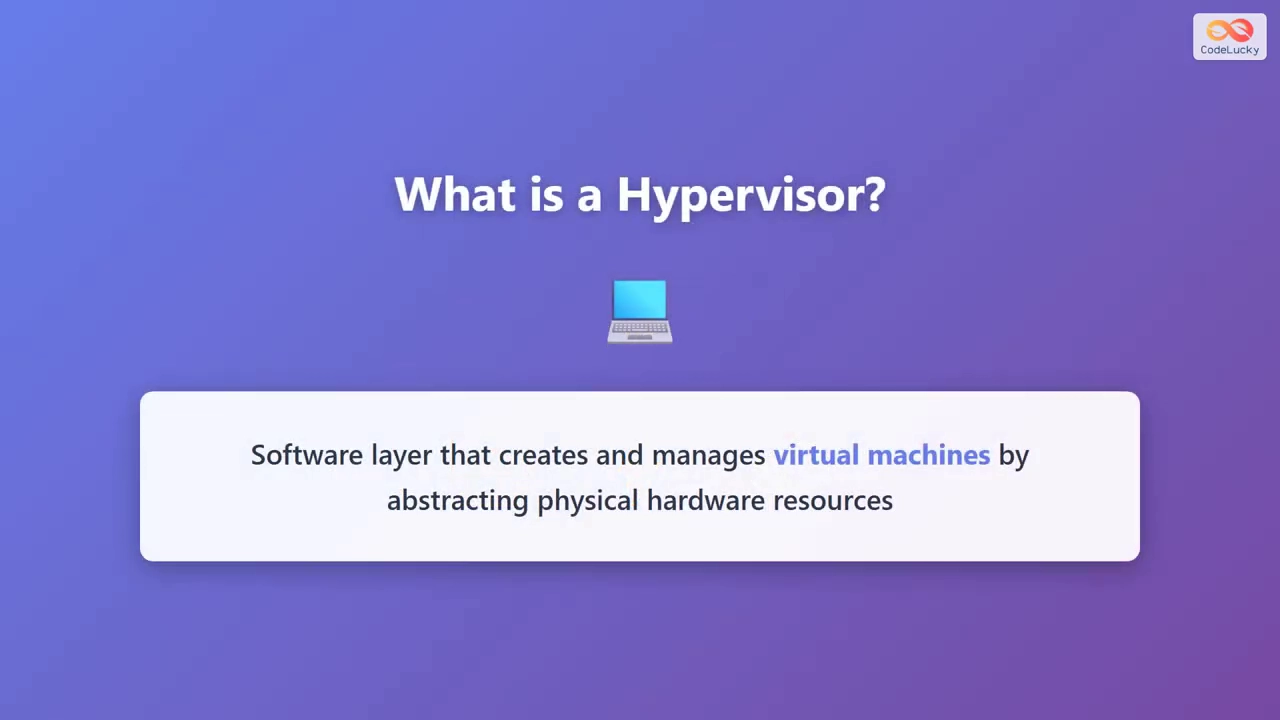 CodeLucky
What is a Hypervisor?
Software layer that creates and manages virtual machines by
abstracting physical hardware resources